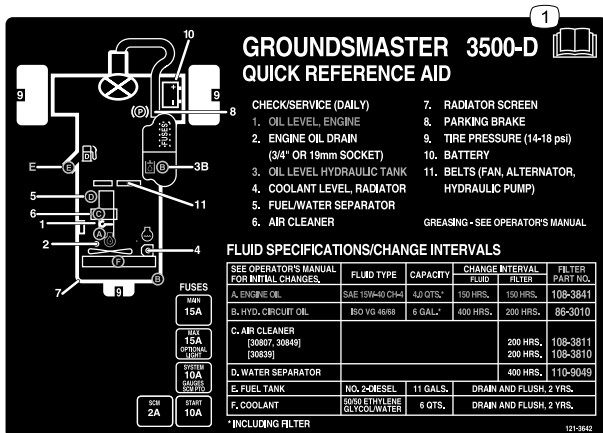 1
GROUNDSMASTER 3500-D
QUICK REFERENCE AID
CHECK/SERVICE (DAILY)
1. OIL LEVEL, ENGINE
2. ENGINE OIL DRAIN
(3/4" OR 19mm SOCKET)
3. OIL LEVEL HYDRAULIC TANK
4. COOLANT LEVEL, RADIATOR
5. FUEL/WATER SEPARATOR
6. AIR CLEANER
7. RADIATOR SCREEN
8. PARKING BRAKE
9. TIRE PRESSURE (14-18 psi)
10. BATTERY
11. BELTS (FAN, ALTERNATOR,
HYDRAULIC PUMP)
GREASING - SEE OPERATOR'S MANUAL
10
9
9
(P)
8
FUSES
E
E
D
B
3B
5
D
6
C
11
1
A
2
4
F
B
7
9
FUSES
MAIN
15A
MAX
15A
OPTIONAL
LIGHT
SYSTEM
10A
GAUGES
SCM PTO
SCM
2A
START
10A
FLUID SPECIFICATIONS/CHANGE INTERVALS
SEE OPERATOR'S MANUAL FOR INITIAL CHANGES. FLUID TYPE CAPACITY CHANGE INTERVAL FLUID FILTER FILTER PART NO.
A. ENGINE OIL SAE 15W-40 CH-4 4.0 QTS.* 150 HRS. 150 HRS. 108-3841
B. HYD. CIRCUIT OIL ISO VG 46/68 6 GAL.* 400 HRS. 200 HRS. 86-3010
C. AIR CLEANER
[30807, 30849] 200 HRS. 108-3811
[30839] 200 HRS. 108-3810
D. WATER SEPARATOR 400 HRS. 110-9049
E. FUEL TANK NO. 2-DIESEL 11 GALS. DRAIN AND FLUSH, 2 YRS.
F. COOLANT 50/50 ETHYLENE GLYCOL/WATER 6 QTS. DRAIN AND FLUSH, 2 YRS.
* INCLUDING FILTER
121-3642